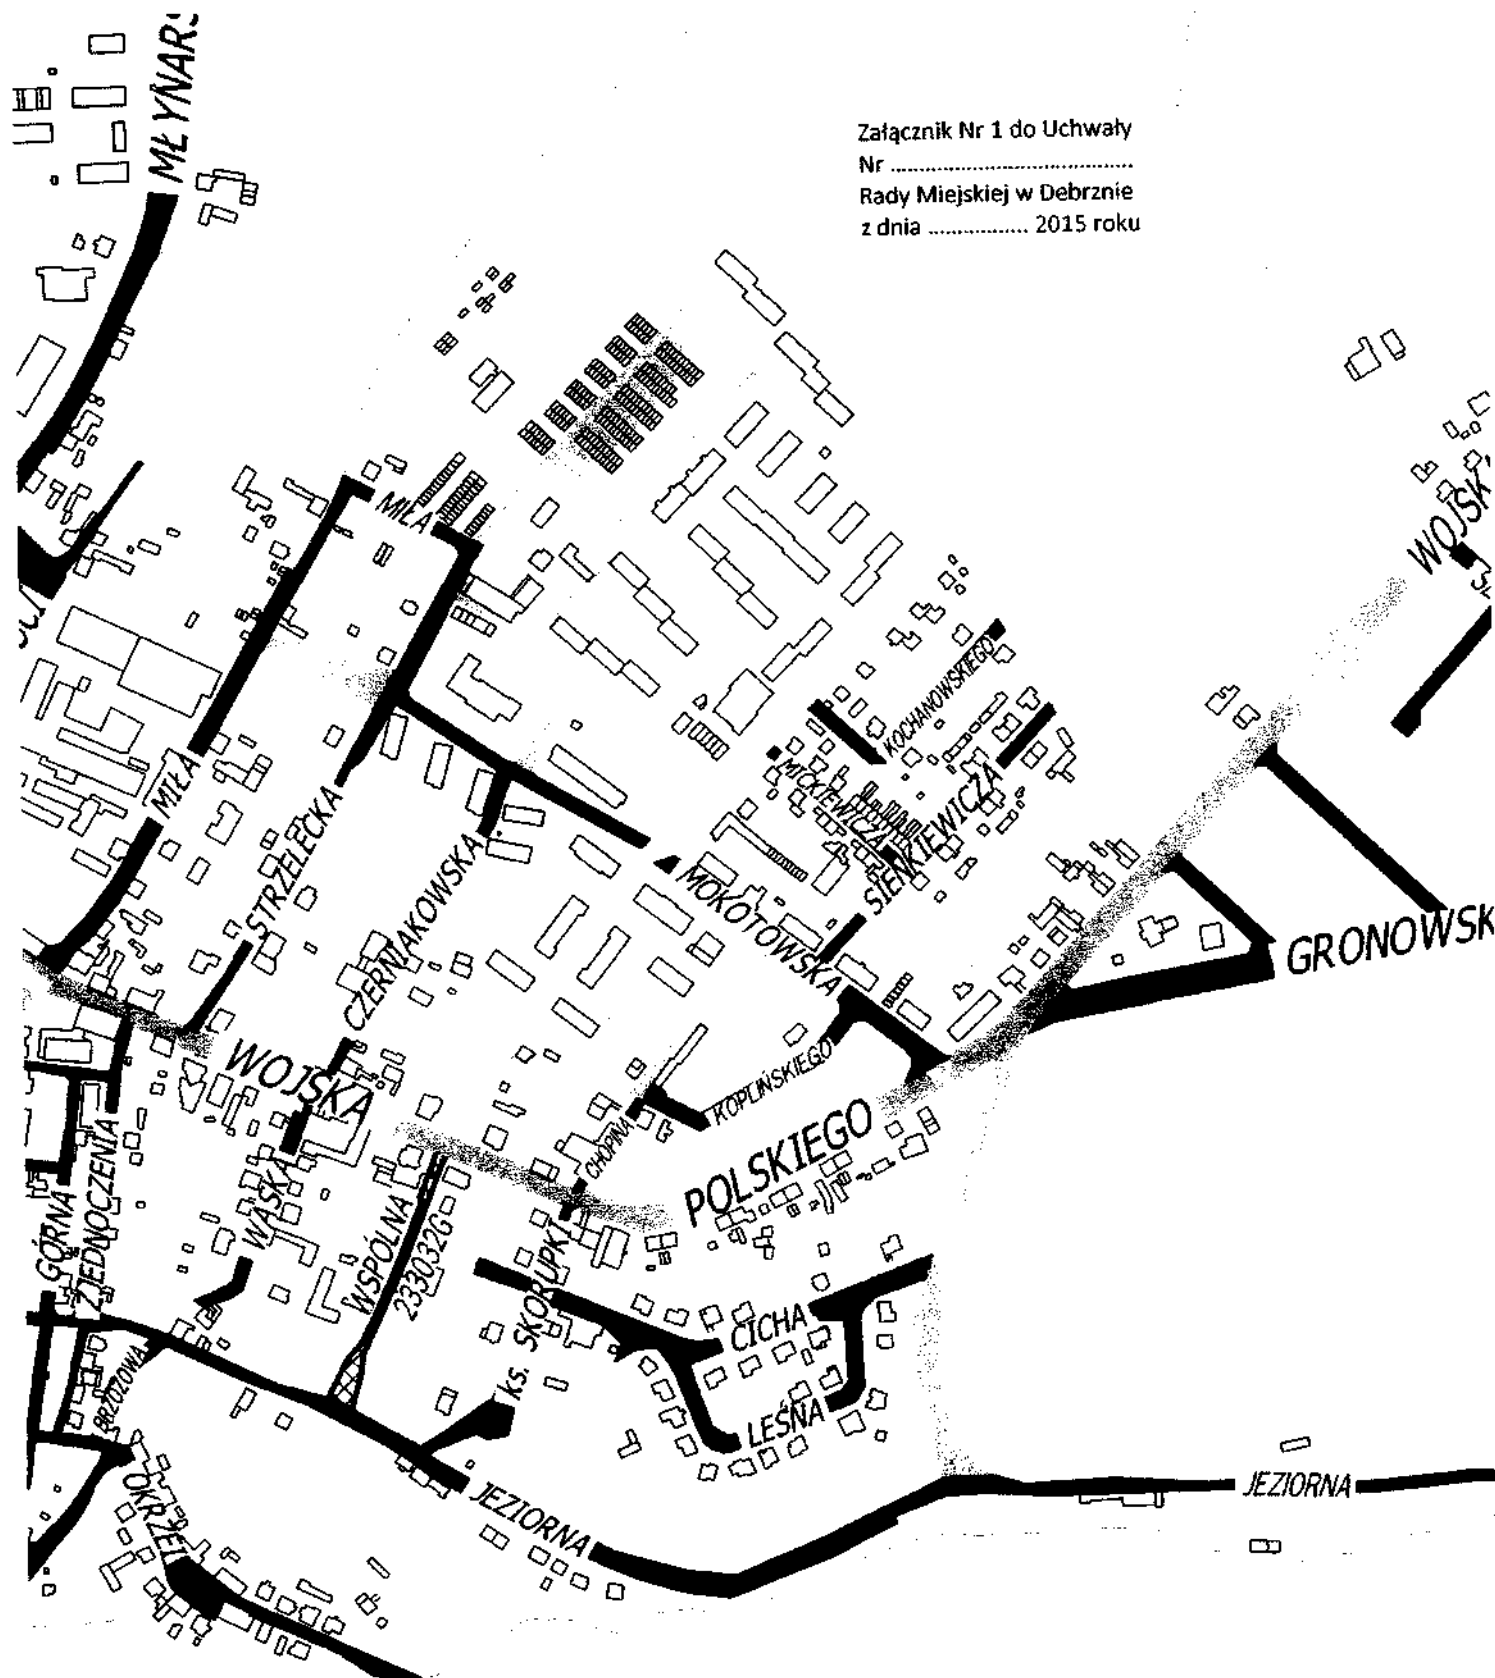 MŁYNARS
Załącznik Nr 1 do Uchwały
Nr ........................................
Rady Miejskiej w Debrznie
z dnia ................. 2015 roku
MIŁA
WOJSK
KOCHANOWSKIEGO
MICKIEWICZA
SIENKIEWICZA
MIŁA
STRZELECKA
CZERNIAKOWSKA
MOKOTOWSKA
GRONOWSK
WOJSKA
KOPLIŃSKIEGO
CHOPINA
POLSKIEGO
GÓRNA
ZJEDNOCZENIA
WĄSKA
WSPÓLNA
233032G
ks. SKORUPKI
CICHA
LEŚNA
BRZOZOWA
OKRZEI
JEZIORNA
JEZIORNA